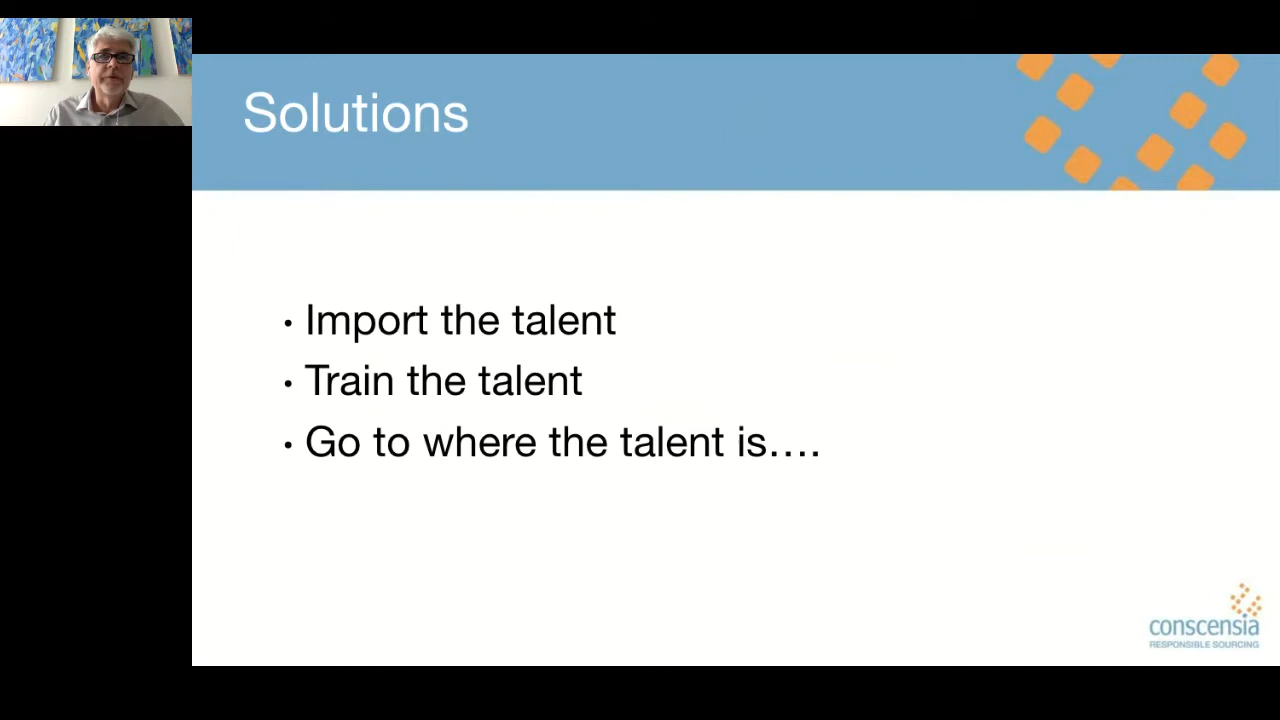 Solutions
• Import the talent
• Train the talent
• Go to where the talent is....
conscensia
RESPONSIBLE SOURCING